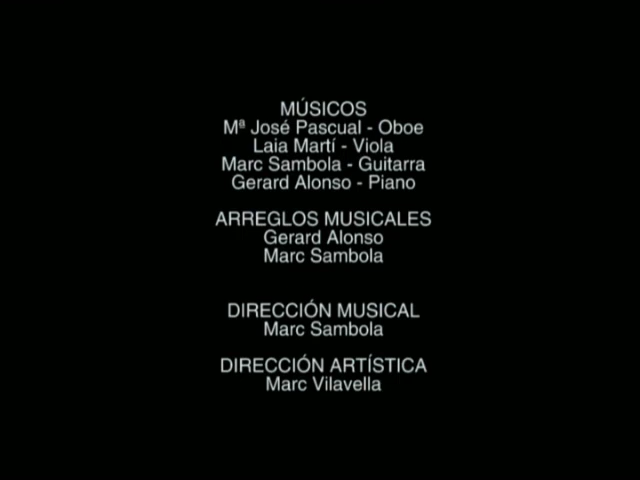 MÚSICOS
Mª José Pascual - Oboe
Laia Martí - Viola
Marc Sambola - Guitarra
Gerard Alonso - Piano
ARREGLOS MUSICALES
Gerard Alonso
Marc Sambola
DIRECCIÓN MUSICAL
Marc Sambola
DIRECCIÓN ARTÍSTICA
Marc Vilavella